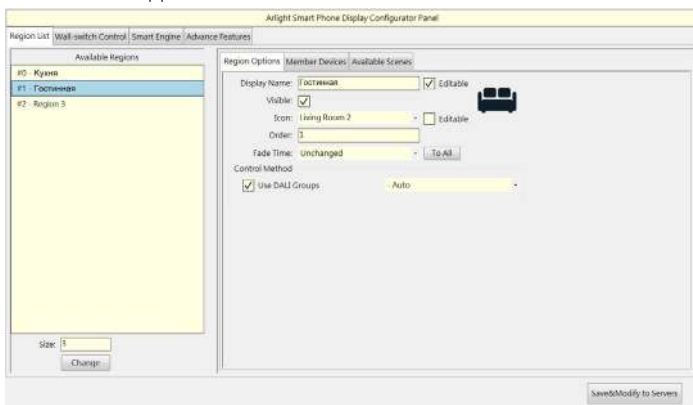 Arlight Smart Phone Display Configurator Panel
Region List Wall-switch Control Smart Engine Advance Features
Available Regions
#0 - Кухня
#1 - Гостинная
#2 - Region 3
Size: 3
Change
Region Options Member Devices Available Scenes
Display Name: Гостинная Editable
Visible:
Icon: Living Room 2 Editable
Order:
Fade Time: Unchanged To All
Control Method
Use DALI Groups Auto
Save&Modify to Servers